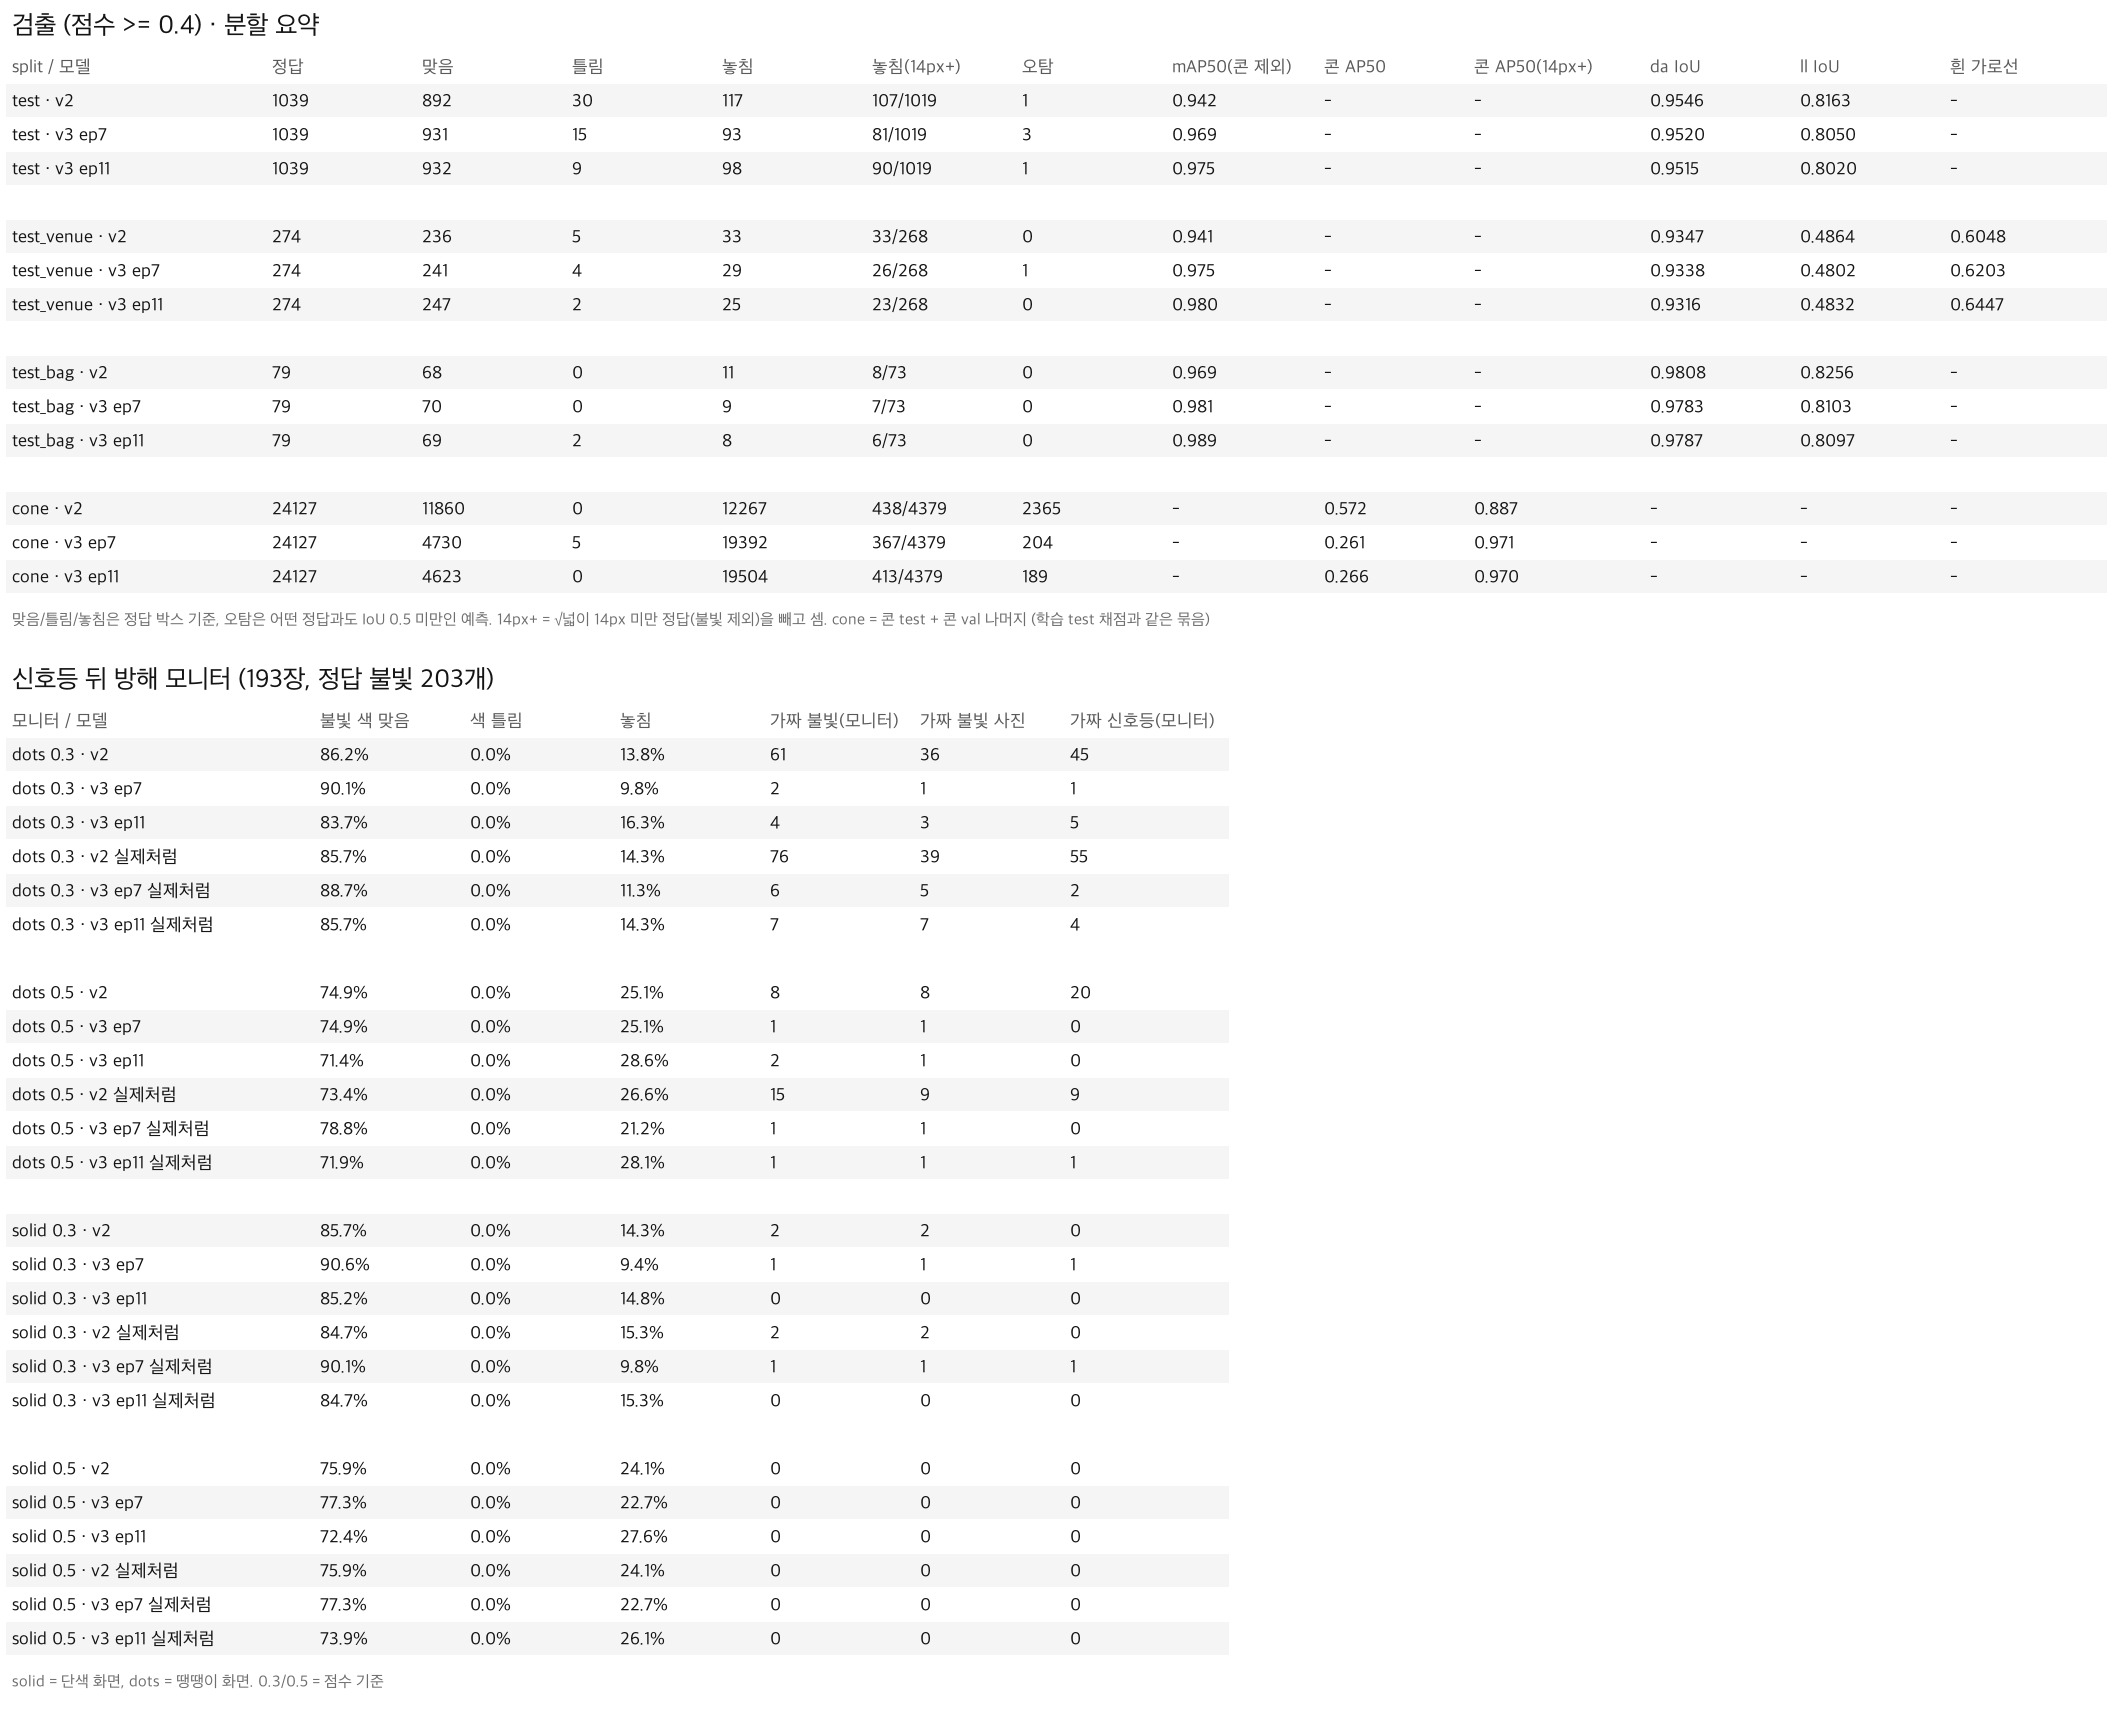 검출 (점수 >= 0.4) · 분할 요약
split / 모델 정답 맞음 틀림 놓침 놓침(14px+) 오탐 mAP50(콘 제외) 콘 AP50 콘 AP50(14px+) da IoU ll IoU 흰 가로선
test · v2 1039 892 30 117 107/1019 1 0.942 – – 0.9546 0.8163 –
test · v3 ep7 1039 931 15 93 81/1019 3 0.969 – – 0.9520 0.8050 –
test · v3 ep11 1039 932 9 98 90/1019 1 0.975 – – 0.9515 0.8020 –
test_venue · v2 274 236 5 33 33/268 0 0.941 – – 0.9347 0.4864 0.6048
test_venue · v3 ep7 274 241 4 29 26/268 1 0.975 – – 0.9338 0.4802 0.6203
test_venue · v3 ep11 274 247 2 25 23/268 0 0.980 – – 0.9316 0.4832 0.6447
test_bag · v2 79 68 0 11 8/73 0 0.969 – – 0.9808 0.8256 –
test_bag · v3 ep7 79 70 0 9 7/73 0 0.981 – – 0.9783 0.8103 –
test_bag · v3 ep11 79 69 2 8 6/73 0 0.989 – – 0.9787 0.8097 –
cone · v2 24127 11860 0 12267 438/4379 2365 – 0.572 0.887 – – –
cone · v3 ep7 24127 4730 5 19392 367/4379 204 – 0.261 0.971 – – –
cone · v3 ep11 24127 4623 0 19504 413/4379 189 – 0.266 0.970 – – –
맞음/틀림/놓침은 정답 박스 기준, 오탐은 어떤 정답과도 IoU 0.5 미만인 예측. 14px+ = √넓이 14px 미만 정답(불빛 제외)을 빼고 셈. cone = 콘 test + 콘 val 나머지 (학습 test 채점과 같은 묶음)
신호등 뒤 방해 모니터 (193장, 정답 불빛 203개)
모니터 / 모델 불빛 색 맞음 색 틀림 놓침 가짜 불빛(모니터) 가짜 불빛 사진 가짜 신호등(모니터)
dots 0.3 · v2 86.2% 0.0% 13.8% 61 36 45
dots 0.3 · v3 ep7 90.1% 0.0% 9.8% 2 1 1
dots 0.3 · v3 ep11 83.7% 0.0% 16.3% 4 3 5
dots 0.3 · v2 실제처럼 85.7% 0.0% 14.3% 76 39 55
dots 0.3 · v3 ep7 실제처럼 88.7% 0.0% 11.3% 6 5 2
dots 0.3 · v3 ep11 실제처럼 85.7% 0.0% 14.3% 7 7 4
dots 0.5 · v2 74.9% 0.0% 25.1% 8 8 20
dots 0.5 · v3 ep7 74.9% 0.0% 25.1% 1 1 0
dots 0.5 · v3 ep11 71.4% 0.0% 28.6% 2 1 0
dots 0.5 · v2 실제처럼 73.4% 0.0% 26.6% 15 9 9
dots 0.5 · v3 ep7 실제처럼 78.8% 0.0% 21.2% 1 1 0
dots 0.5 · v3 ep11 실제처럼 71.9% 0.0% 28.1% 1 1 1
solid 0.3 · v2 85.7% 0.0% 14.3% 2 2 0
solid 0.3 · v3 ep7 90.6% 0.0% 9.4% 1 1 1
solid 0.3 · v3 ep11 85.2% 0.0% 14.8% 0 0 0
solid 0.3 · v2 실제처럼 84.7% 0.0% 15.3% 2 2 0
solid 0.3 · v3 ep7 실제처럼 90.1% 0.0% 9.8% 1 1 1
solid 0.3 · v3 ep11 실제처럼 84.7% 0.0% 15.3% 0 0 0
solid 0.5 · v2 75.9% 0.0% 24.1% 0 0 0
solid 0.5 · v3 ep7 77.3% 0.0% 22.7% 0 0 0
solid 0.5 · v3 ep11 72.4% 0.0% 27.6% 0 0 0
solid 0.5 · v2 실제처럼 75.9% 0.0% 24.1% 0 0 0
solid 0.5 · v3 ep7 실제처럼 77.3% 0.0% 22.7% 0 0 0
solid 0.5 · v3 ep11 실제처럼 73.9% 0.0% 26.1% 0 0 0
solid = 단색 화면, dots = 땡땡이 화면. 0.3/0.5 = 점수 기준